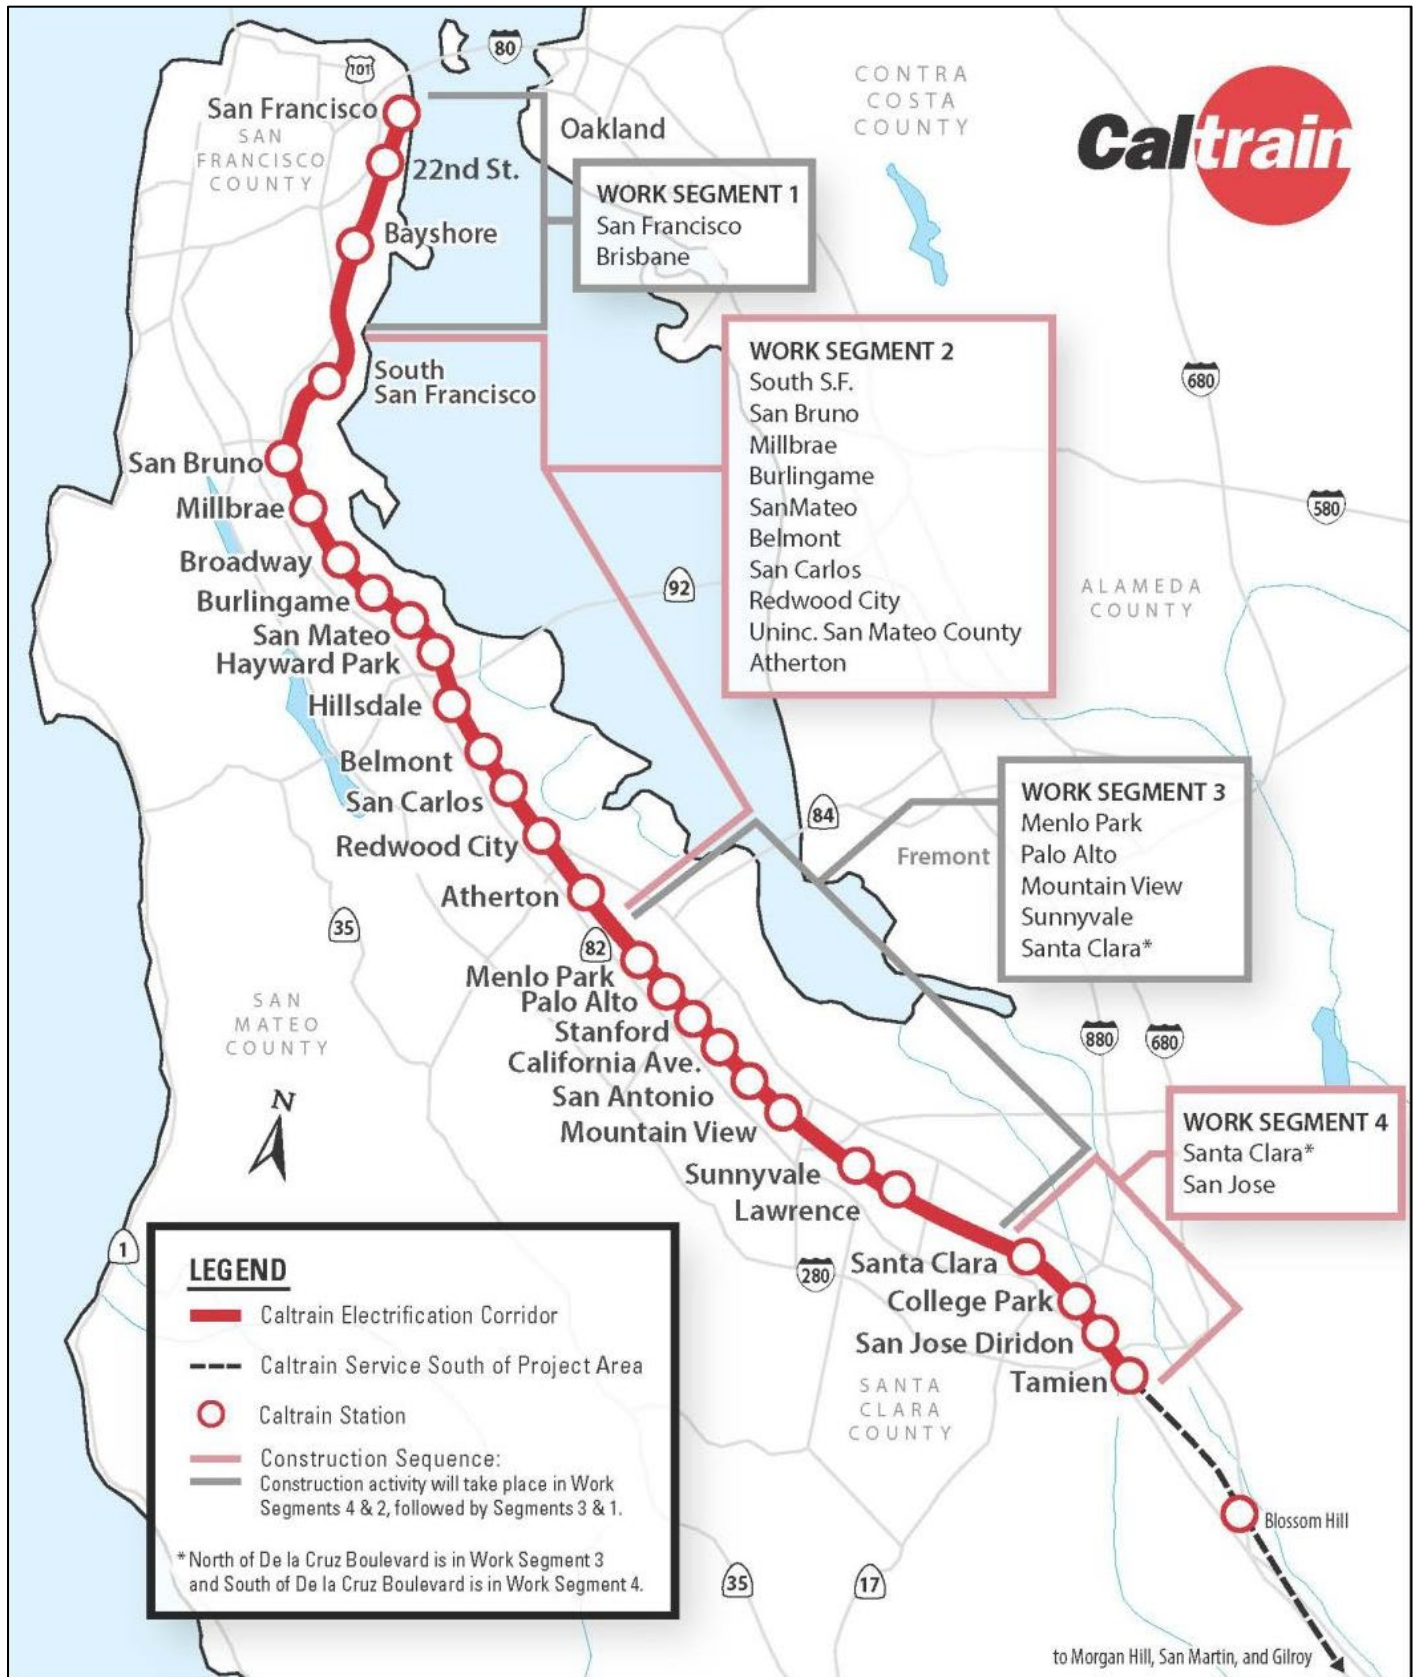 80
101
CONTRA
COSTA
COUNTY
Caltrain
San Francisco
SAN
FRANCISCO
COUNTY
Oakland
22nd St.
Bayshore
WORK SEGMENT 1
San Francisco
Brisbane
South
San Francisco
WORK SEGMENT 2
South S.F.
San Bruno
Millbrae
Burlingame
SanMateo
Belmont
San Carlos
Redwood City
Uninc. San Mateo County
Atherton
680
580
San Bruno
Millbrae
Broadway
Burlingame
San Mateo
Hayward Park
Hillsdale
Belmont
San Carlos
Redwood City
Atherton
92
ALAMEDA
COUNTY
84
Fremont
WORK SEGMENT 3
Menlo Park
Palo Alto
Mountain View
Sunnyvale
Santa Clara*
35
82
SAN
MATEO
COUNTY
N
Menlo Park
Palo Alto
Stanford
California Ave.
San Antonio
Mountain View
Sunnyvale
Lawrence
880
680
WORK SEGMENT 4
Santa Clara*
San Jose
1
280
Santa Clara
College Park
San Jose Diridon
Tamien
SANTA
CLARA
COUNTY
LEGEND
Caltrain Electrification Corridor
Caltrain Service South of Project Area
Caltrain Station
Construction Sequence:
Construction activity will take place in Work
Segments 4 & 2, followed by Segments 3 & 1.
* North of De la Cruz Boulevard is in Work Segment 3
and South of De la Cruz Boulevard is in Work Segment 4.
Blossom Hill
35
17
to Morgan Hill, San Martin, and Gilroy